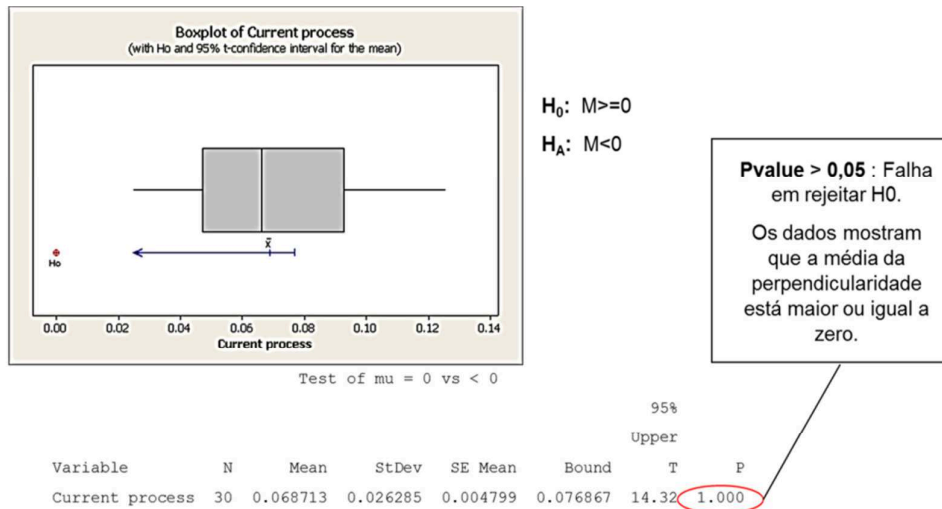 Boxplot of Current process
(with Ho and 95% t-confidence interval for the mean)
x̄
Ho
0.00 0.02 0.04 0.06 0.08 0.10 0.12 0.14
Current process
H₀: M>=0
H_A: M<0
Pvalue > 0,05 : Falha
em rejeitar H0.
Os dados mostram
que a média da
perpendicularidade
está maior ou igual a
zero.
Test of mu = 0 vs < 0
95%
Upper
Variable N Mean StDev SE Mean Bound T P
Current process 30 0.068713 0.026285 0.004799 0.076867 14.32 1.000